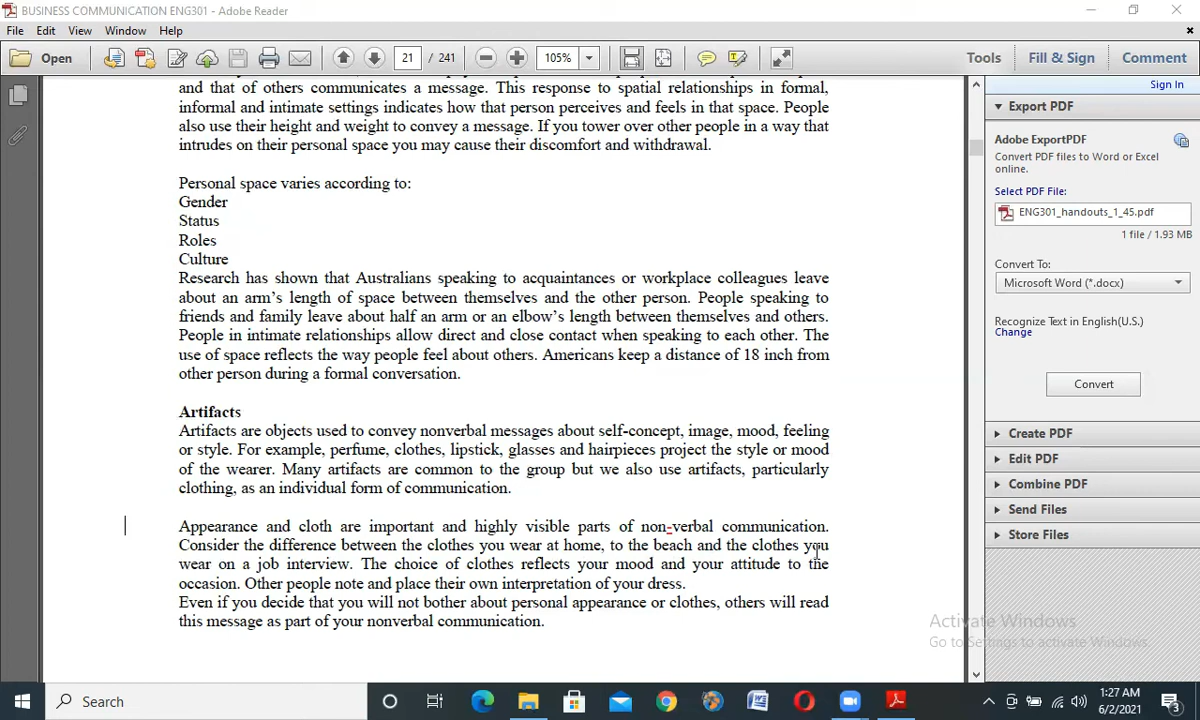 BUSINESS COMMUNICATION ENG301 - Adobe Reader
File Edit View Window Help
Open 21 / 241 105% Tools Fill & Sign Comment
Sign In
and that of others communicates a message. This response to spatial relationships in formal,
informal and intimate settings indicates how that person perceives and feels in that space. People
also use their height and weight to convey a message. If you tower over other people in a way that
intrudes on their personal space you may cause their discomfort and withdrawal.
Personal space varies according to:
Gender
Status
Roles
Culture
Research has shown that Australians speaking to acquaintances or workplace colleagues leave
about an arm's length of space between themselves and the other person. People speaking to
friends and family leave about half an arm or an elbow's length between themselves and others.
People in intimate relationships allow direct and close contact when speaking to each other. The
use of space reflects the way people feel about others. Americans keep a distance of 18 inch from
other person during a formal conversation.
Artifacts
Artifacts are objects used to convey nonverbal messages about self-concept, image, mood, feeling
or style. For example, perfume, clothes, lipstick, glasses and hairpieces project the style or mood
of the wearer. Many artifacts are common to the group but we also use artifacts, particularly
clothing, as an individual form of communication.
Appearance and cloth are important and highly visible parts of non-verbal communication.
Consider the difference between the clothes you wear at home, to the beach and the clothes you
wear on a job interview. The choice of clothes reflects your mood and your attitude to the
occasion. Other people note and place their own interpretation of your dress.
Even if you decide that you will not bother about personal appearance or clothes, others will read
this message as part of your nonverbal communication.
Export PDF
Adobe ExportPDF
Convert PDF files to Word or Excel
online.
Select PDF File:
ENG301_handouts_1_45.pdf
1 file / 1.93 MB
Convert To:
Microsoft Word (*.docx)
Recognize Text in English(U.S.)
Change
Convert
Create PDF
Edit PDF
Combine PDF
Send Files
Store Files
Activate Windows
Go to Settings to activate Windows.
Search
1:27 AM
6/2/2021
3